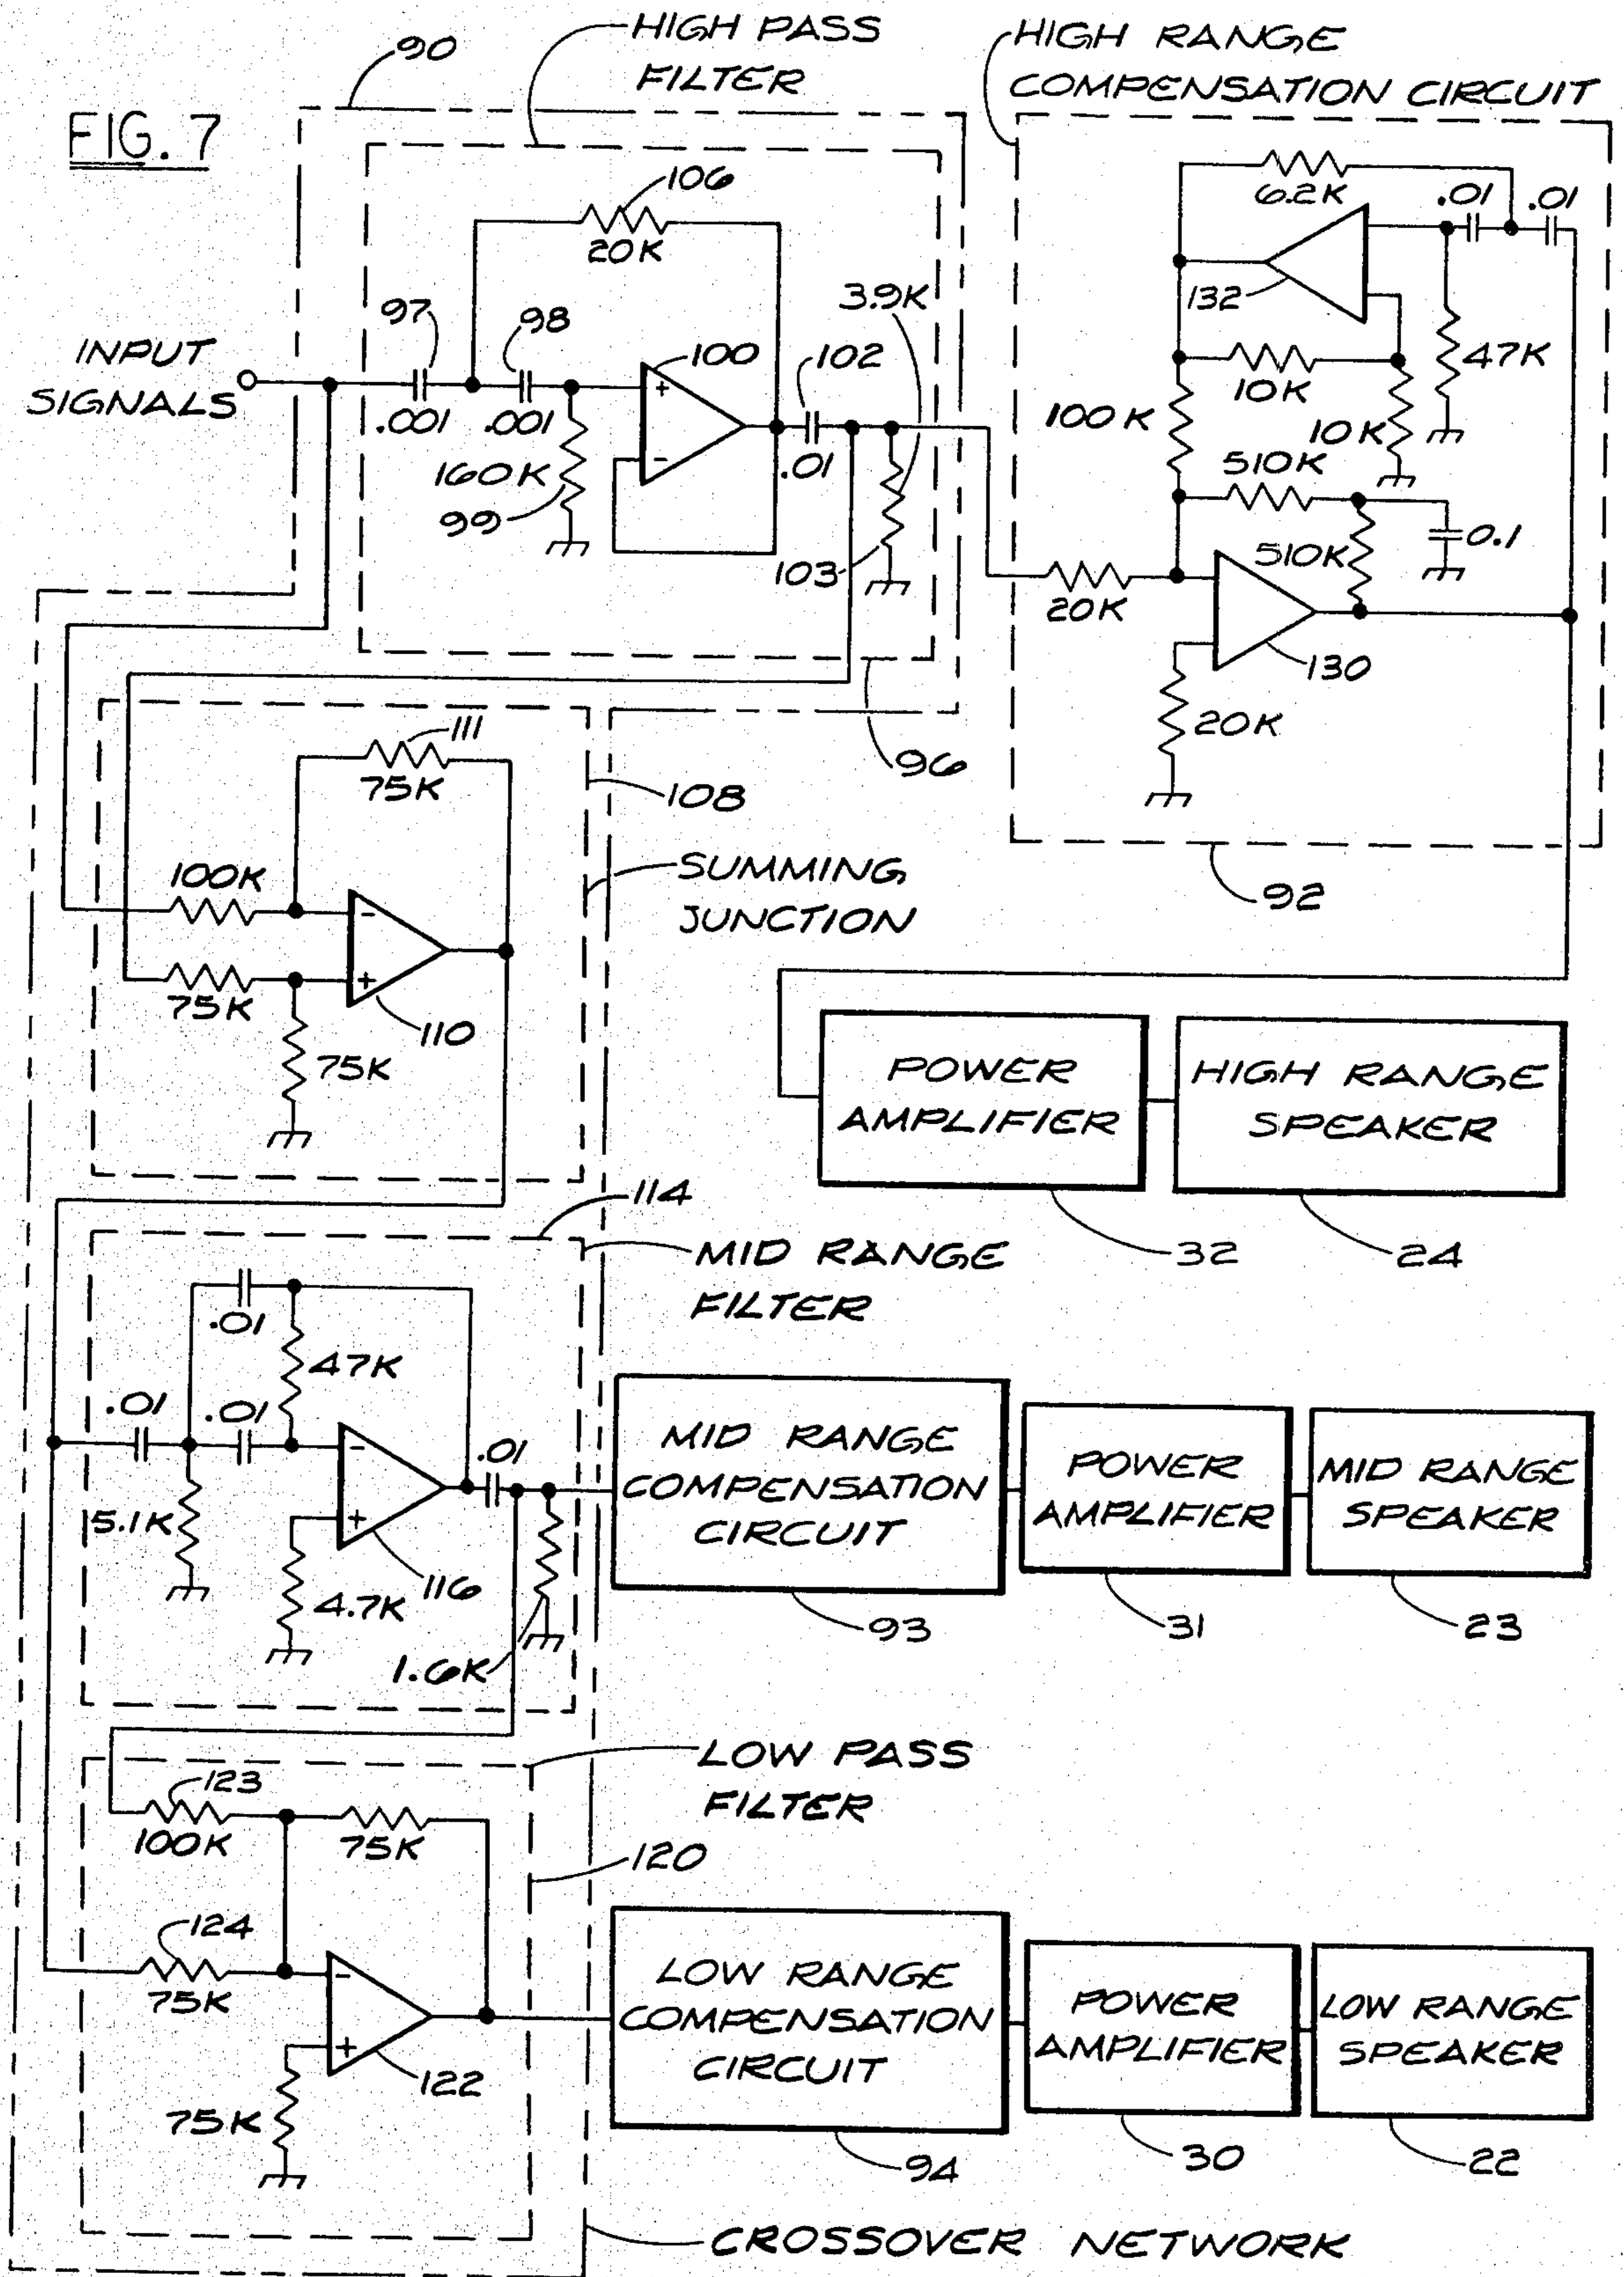 FIG. 7
90
HIGH PASS
FILTER
HIGH RANGE
COMPENSATION CIRCUIT
106
20K
97
98
.001
.001
160K
99
100
102
.01
3.9K
103
INPUT
SIGNALS
6.2K
.01
.01
132
47K
10K
10K
100K
510K
510K
0.1
20K
130
20K
96
92
111
75K
108
SUMMING
JUNCTION
100K
75K
110
75K
POWER
AMPLIFIER
HIGH RANGE
SPEAKER
32
24
114
MID RANGE
FILTER
.01
47K
.01
.01
.01
5.1K
4.7K
116
1.6K
MID RANGE
COMPENSATION
CIRCUIT
POWER
AMPLIFIER
MID RANGE
SPEAKER
93
31
23
LOW PASS
FILTER
123
100K
75K
120
124
75K
122
75K
LOW RANGE
COMPENSATION
CIRCUIT
POWER
AMPLIFIER
LOW RANGE
SPEAKER
94
30
22
CROSSOVER NETWORK